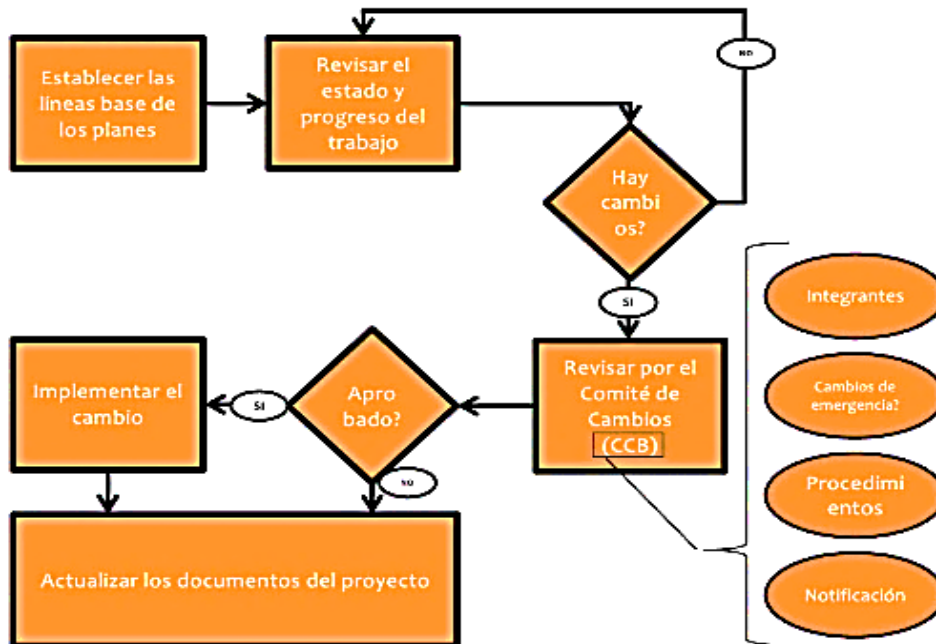 Establecer las
líneas base de
los planes
Revisar el
estado y
progreso del
trabajo
NO
Hay
cambi
os?
SI
Revisar por el
Comité de
Cambios
(CCB)
Apro
bado?
SI
NO
Implementar el
cambio
Actualizar los documentos del proyecto
Integrantes
Cambios de
emergencia?
Procedimi
entos
Notificación